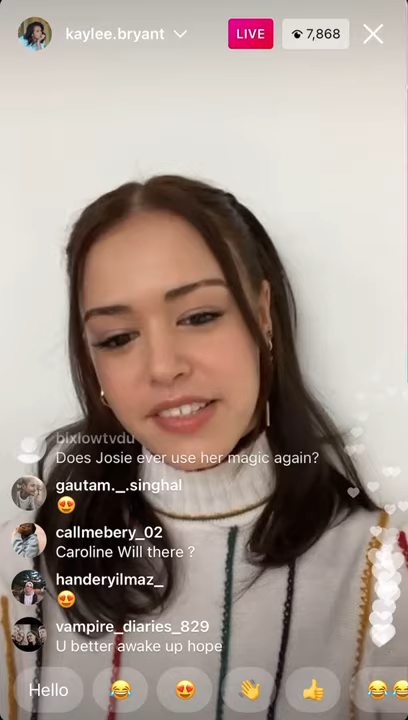 kaylee.bryant
LIVE
7,868
blxlowtvdu
Does Josie ever use her magic again?
gautam._.singhal
😍
callmebery_02
Caroline Will there ?
handeryilmaz_
😍
vampire_diaries_829
U better awake up hope
Hello 😂 😍 👋 👍 😂😂